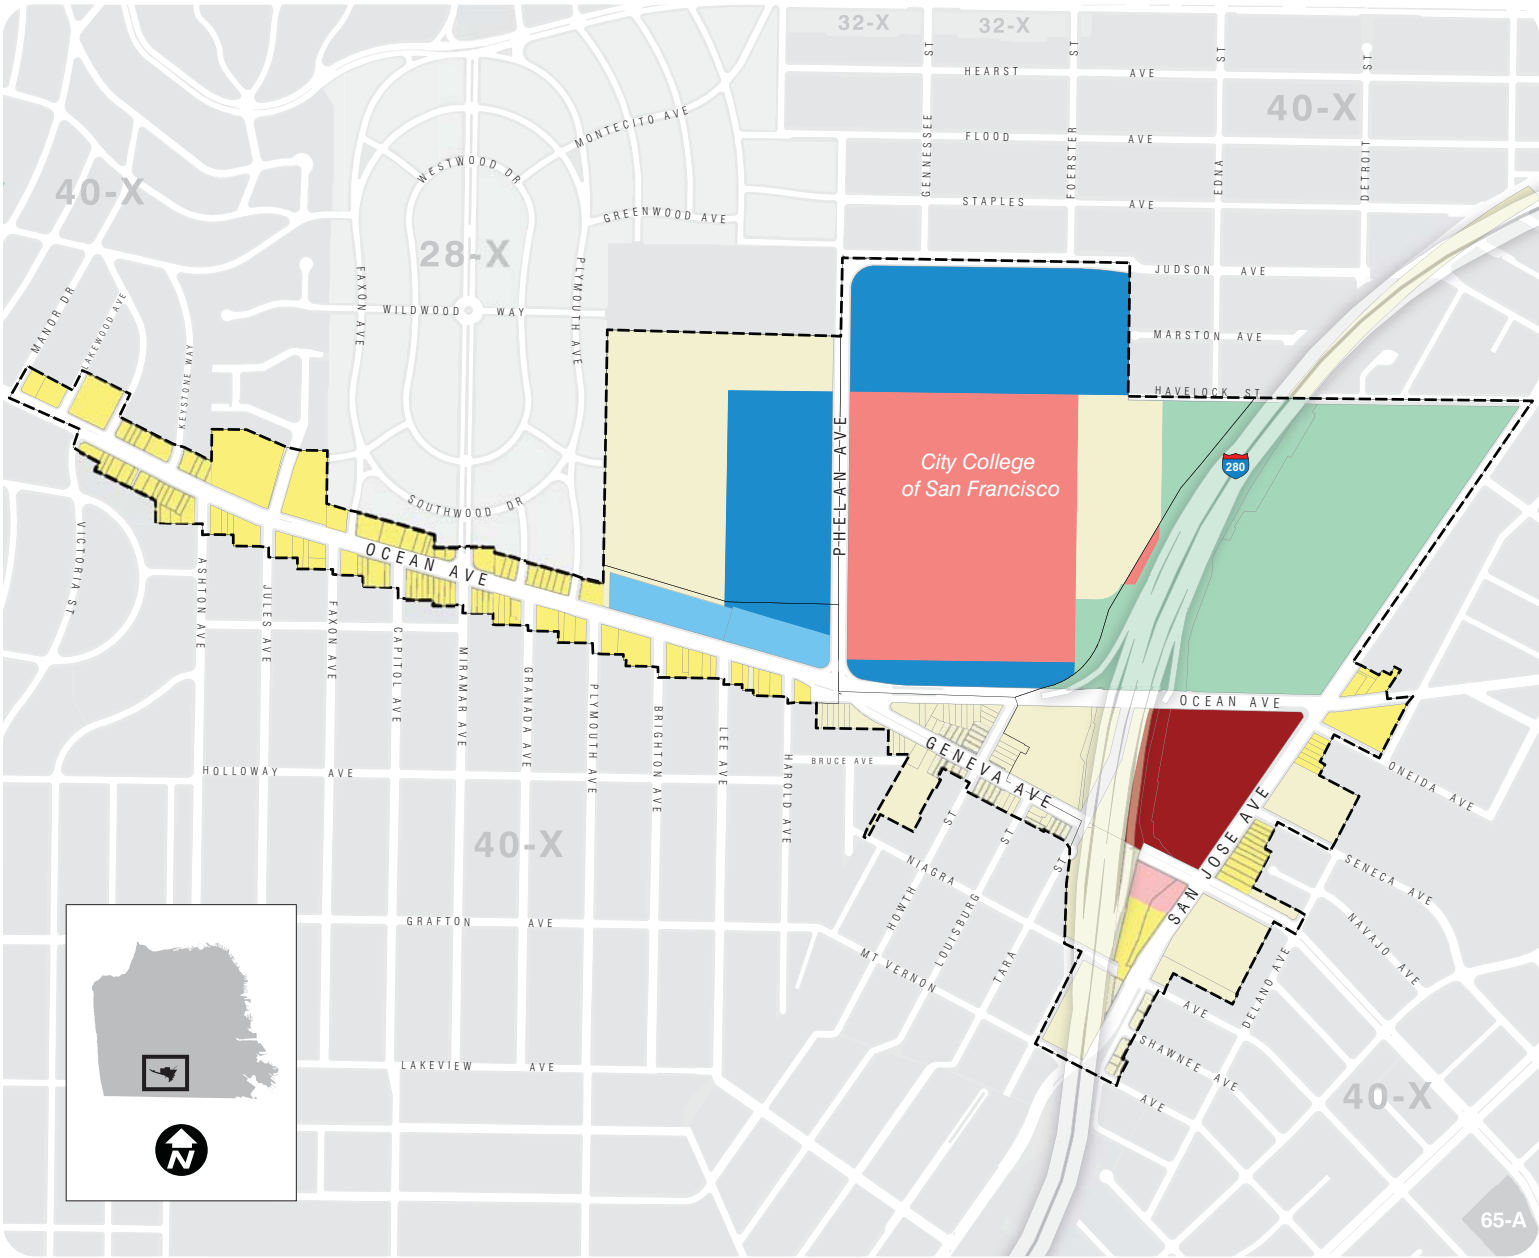 32-X
32-X
ST
ST
ST
ST
HEARST AVE
40-X
MONTECITO AVE
FLOOD AVE
GENNESSEE
FOERSTER
EDNA
DETROIT
WESTWOOD DR
40-X
STAPLES AVE
GREENWOOD AVE
28-X
JUDSON AVE
FAXON AVE
PLYMOUTH AVE
MANOR DR
LAKEWOOD AVE
WILDWOOD WAY
MARSTON AVE
KEYSTONE WAY
HAVELOCK ST
PHELAN AVE
City College
of San Francisco
280
SOUTHWOOD DR
OCEAN AVE
VICTORIA ST
ASHTON AVE
JULES AVE
FAXON AVE
CAPITOL AVE
MIRAMAR AVE
GRANADA AVE
PLYMOUTH AVE
BRIGHTON AVE
LEE AVE
HAROLD AVE
OCEAN AVE
GENEVA AVE
BRUCE AVE
HOLLOWAY AVE
ONEIDA AVE
SAN JOSE AVE
ST
ST
ST
40-X
NIAGRA
AVE
SENECA AVE
HOWTH
LOUISBURG
TARA
NAVAJO AVE
GRAFTON AVE
MT VERNON
AVE
DELANO AVE
SHAWNEE AVE
LAKEVIEW AVE
40-X
N
65-A